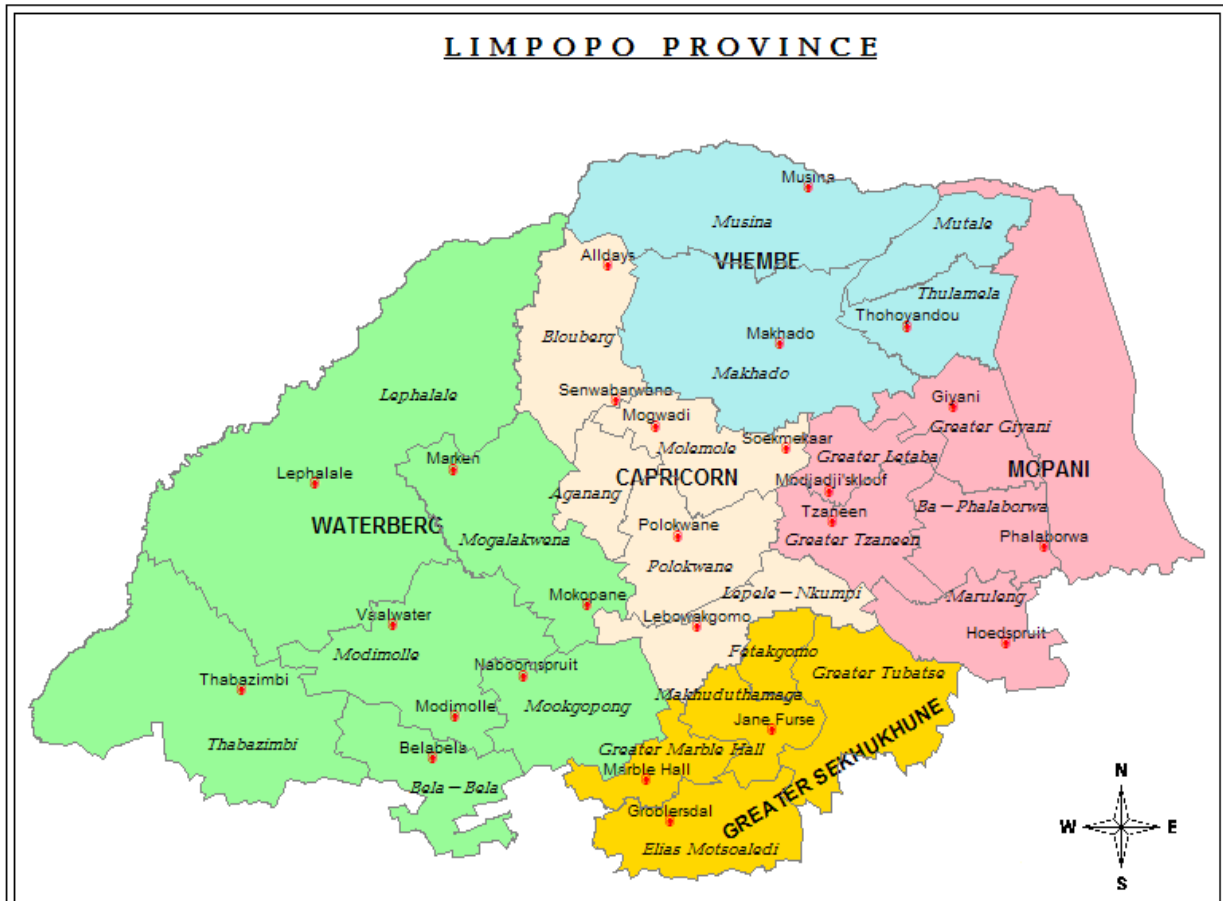 LIMPOPO PROVINCE
Musina
Musina
Mutale
Alldays
VHEMBE
Thulamela
Thohoyandou
Blouberg
Makhado
Makhado
Lephalale
Senwabarwano
Giyani
Mogwadi
Greater Giyani
Soekmekaar
Molemole
Greater Letaba
Marken
MOPANI
Lephalale
CAPRICORN
Modjadji'skloof
Aganang
Ba-Phalaborwa
Tzaneen
WATERBERG
Polokwane
Phalaborwa
Mogalakwena
Greater Tzaneen
Polokwane
Lepele-Nkumpi
Mokopane
Maruleng
Vaalwater
Lebowakgomo
Hoedspruit
Modimolle
Fetakgomo
Naboomspruit
Greater Tubatse
Thabazimbi
Makhuduthamaga
Mookgopong
Modimolle
Jane Furse
Thabazimbi
Belabela
Greater Marble Hall
GREATER SEKHUKHUNE
Marble Hall
Bela-Bela
Groblersdal
Elias Motsoaledi
N
W
E
S